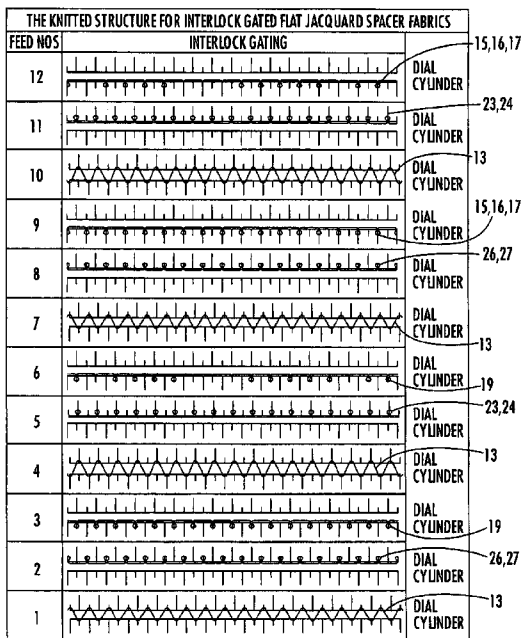 THE KNITTED STRUCTURE FOR INTERLOCK GATED FLAT JACQUARD SPACER FABRICS
FEED NOS INTERLOCK GATING
12 DIAL CYLINDER 15,16,17
11 DIAL CYLINDER 23,24
10 DIAL CYLINDER 13
9 DIAL CYLINDER 15,16,17
8 DIAL CYLINDER 26,27
7 DIAL CYLINDER 13
6 DIAL CYLINDER 19
5 DIAL CYLINDER 23,24
4 DIAL CYLINDER 13
3 DIAL CYLINDER 19
2 DIAL CYLINDER 26,27
1 DIAL CYLINDER 13